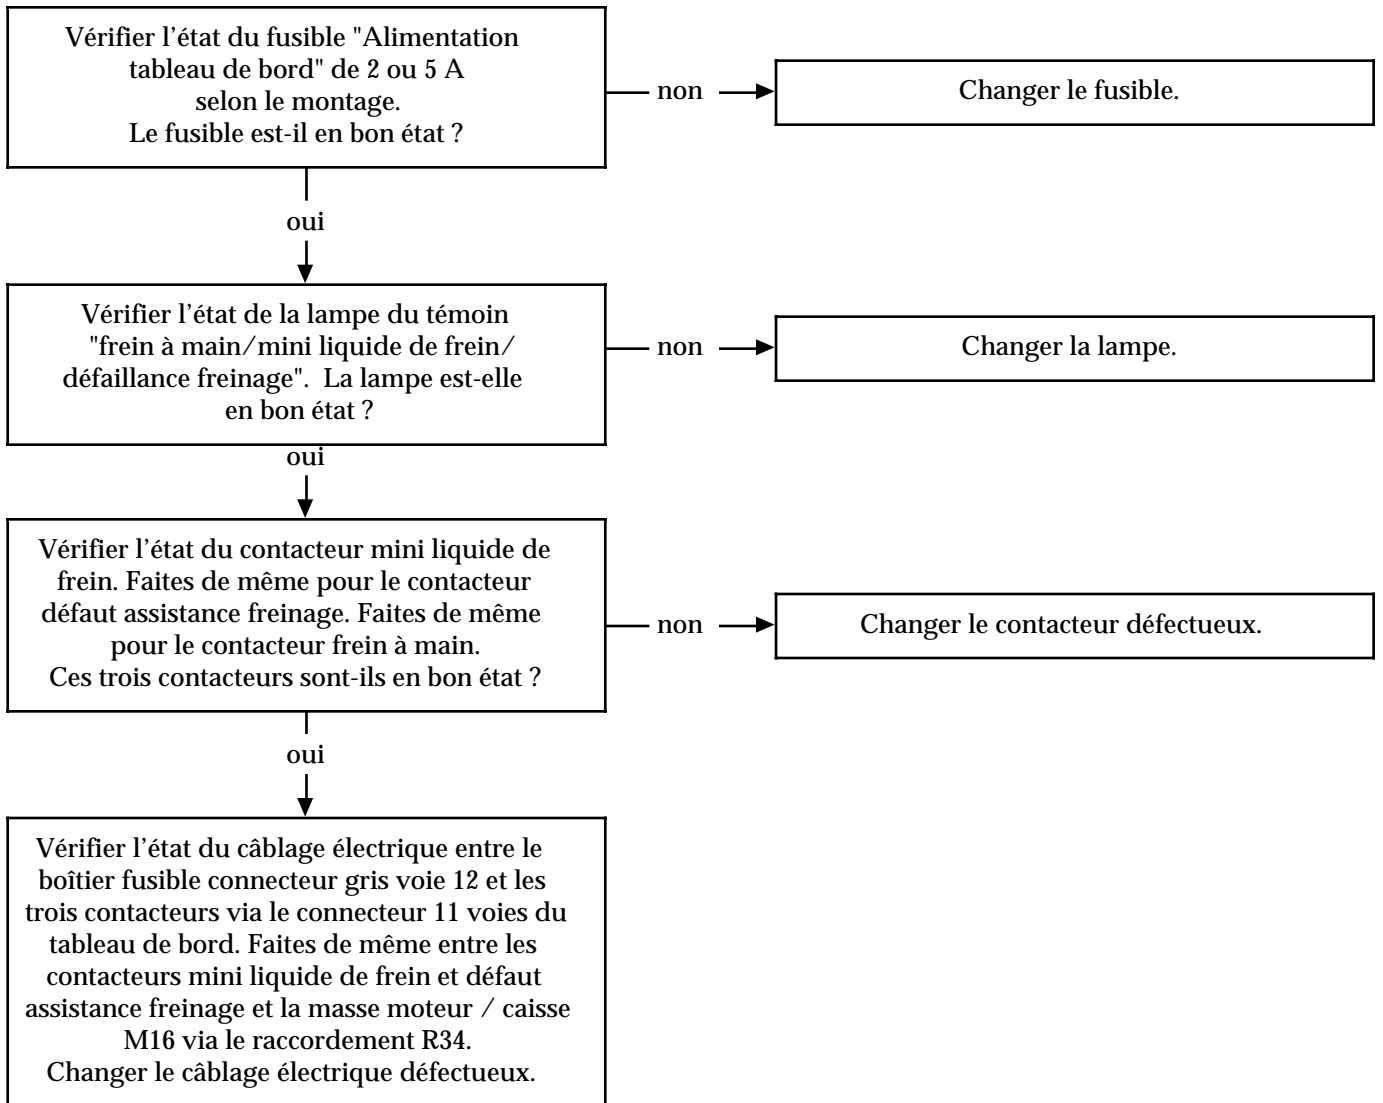 Vérifier l'état du fusible "Alimentation
tableau de bord" de 2 ou 5 A
selon le montage.
Le fusible est-il en bon état ?
non
Changer le fusible.
oui
Vérifier l'état de la lampe du témoin
"frein à main/mini liquide de frein/
défaillance freinage".  La lampe est-elle
en bon état ?
non
Changer la lampe.
oui
Vérifier l'état du contacteur mini liquide de
frein. Faites de même pour le contacteur
défaut assistance freinage. Faites de même
pour le contacteur frein à main.
Ces trois contacteurs sont-ils en bon état ?
non
Changer le contacteur défectueux.
oui
Vérifier l'état du câblage électrique entre le
boîtier fusible connecteur gris voie 12 et les
trois contacteurs via le connecteur 11 voies du
tableau de bord. Faites de même entre les
contacteurs mini liquide de frein et défaut
assistance freinage et la masse moteur / caisse
M16 via le raccordement R34.
Changer le câblage électrique défectueux.